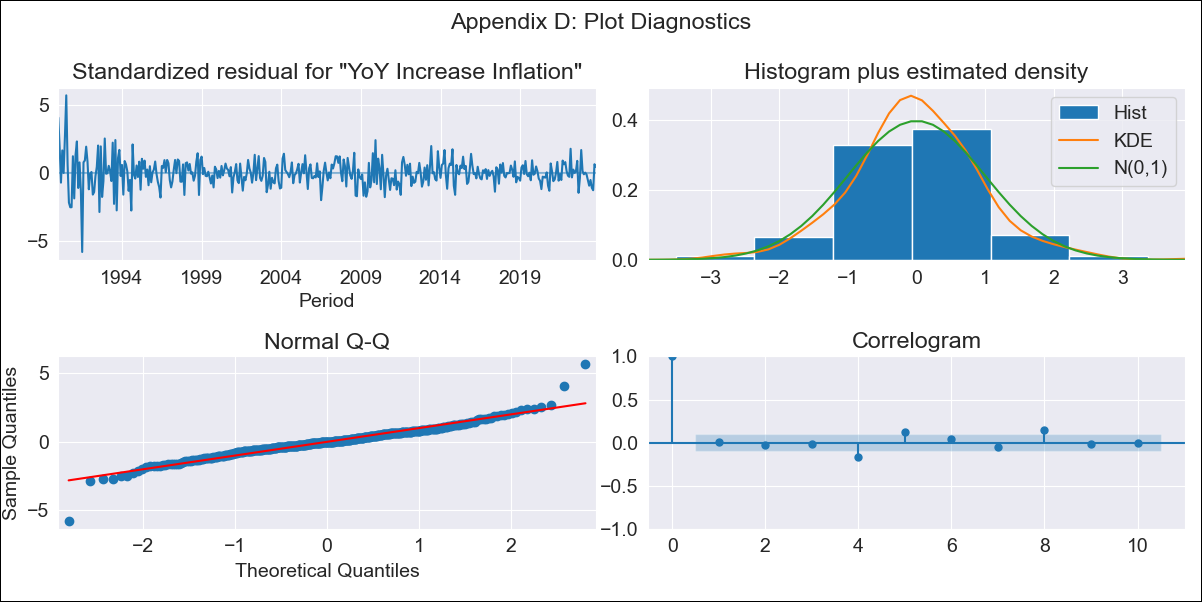 Appendix D: Plot Diagnostics
Standardized residual for "YoY Increase Inflation"
5
0
−5
1994 1999 2004 2009 2014 2019
Period
Histogram plus estimated density
Hist
KDE
N(0,1)
0.4
0.2
0.0
−3 −2 −1 0 1 2 3
Normal Q-Q
Sample Quantiles
5
0
−5
−2 −1 0 1 2
Theoretical Quantiles
Correlogram
1.0
0.5
0.0
−0.5
−1.0
0 2 4 6 8 10